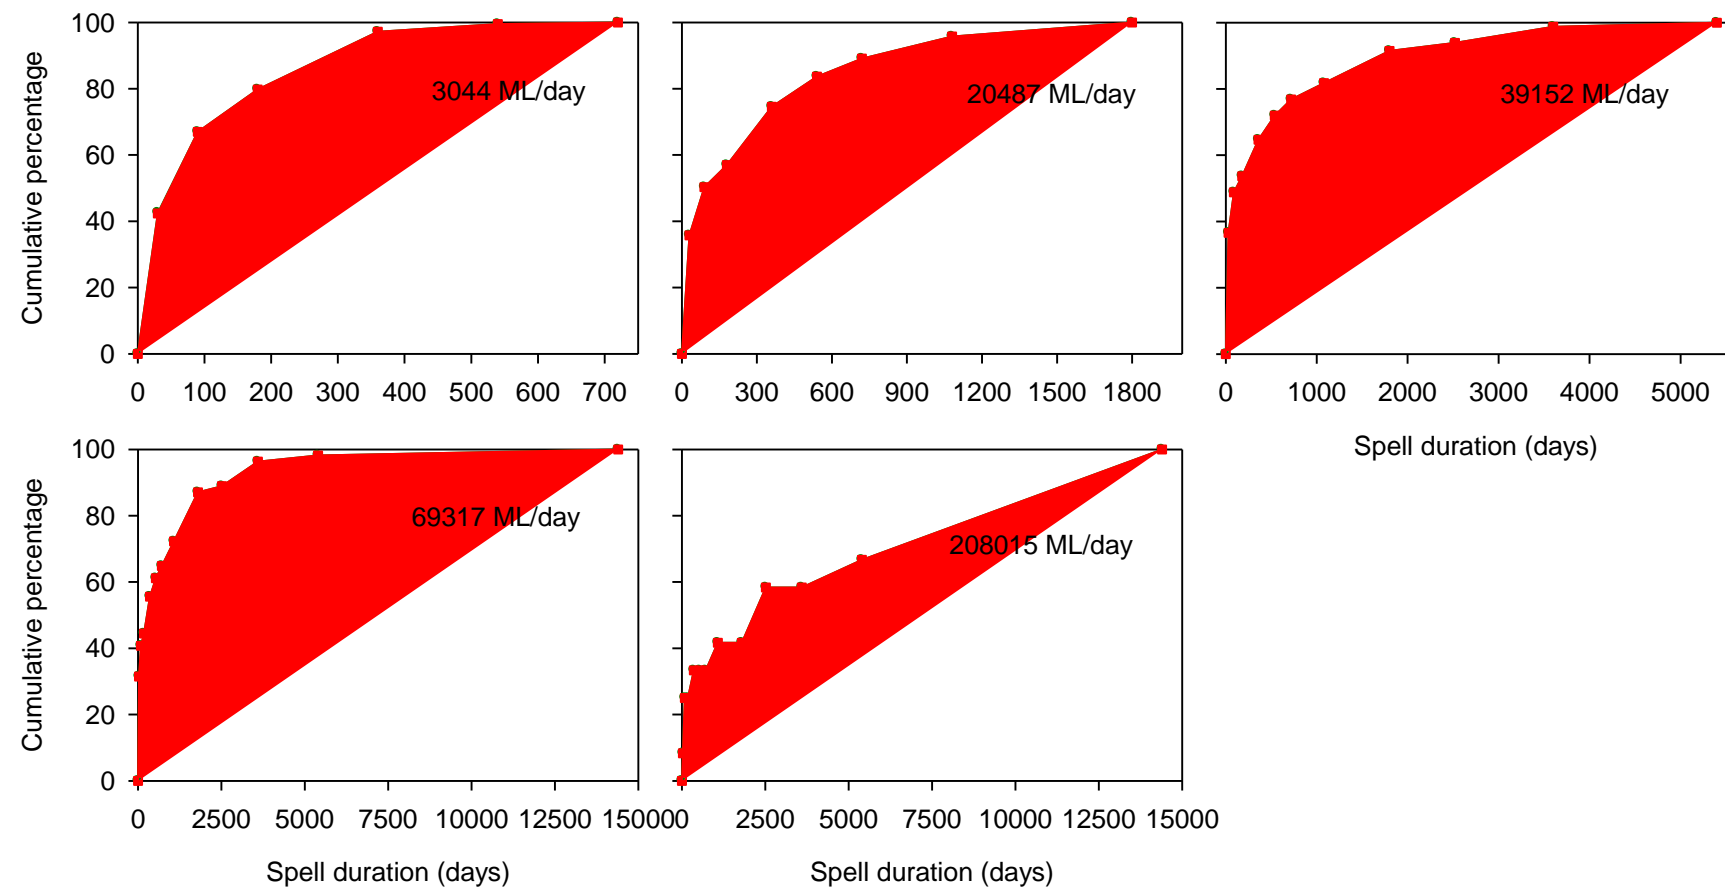 100
80
60
40
20
0
Cumulative percentage
3044 ML/day
0 100 200 300 400 500 600 700
20487 ML/day
0 300 600 900 1200 1500 1800
39152 ML/day
0 1000 2000 3000 4000 5000
Spell duration (days)
100
80
60
40
20
0
Cumulative percentage
69317 ML/day
0 2500 5000 7500 10000 12500 15000
Spell duration (days)
208015 ML/day
0 2500 5000 7500 10000 12500 15000
Spell duration (days)